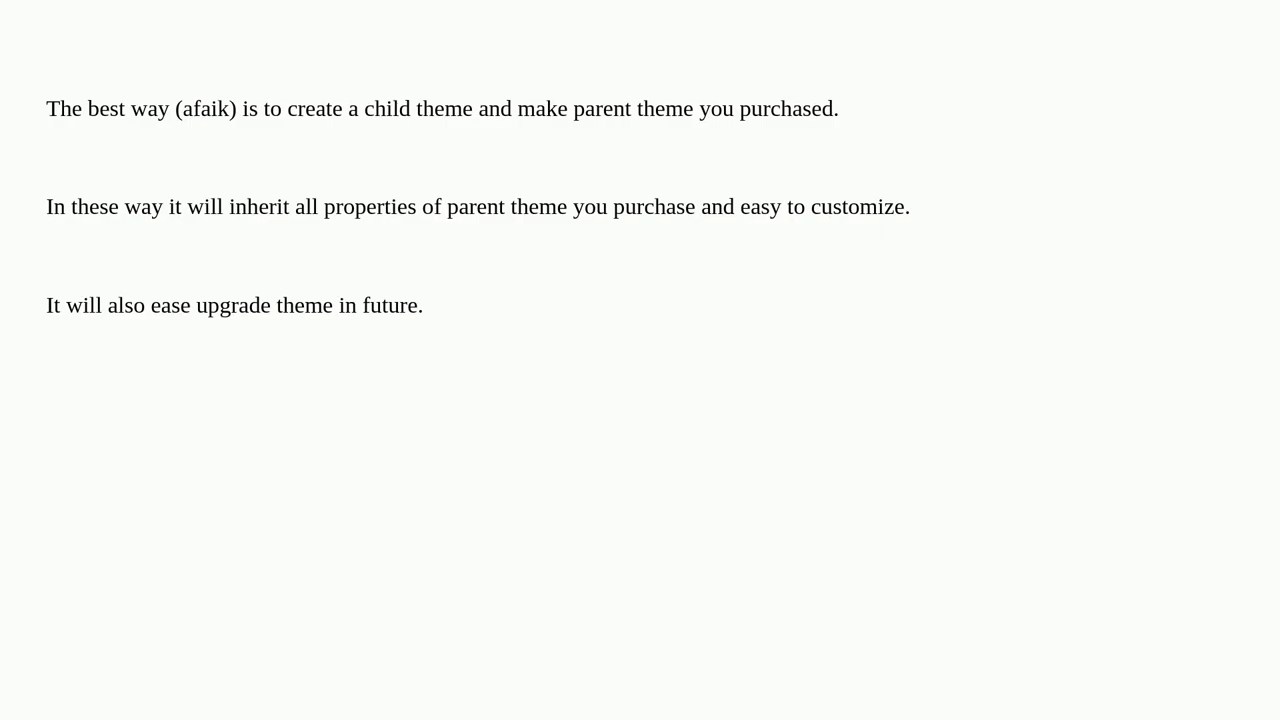 The best way (afaik) is to create a child theme and make parent theme you purchased.
In these way it will inherit all properties of parent theme you purchase and easy to customize.
It will also ease upgrade theme in future.